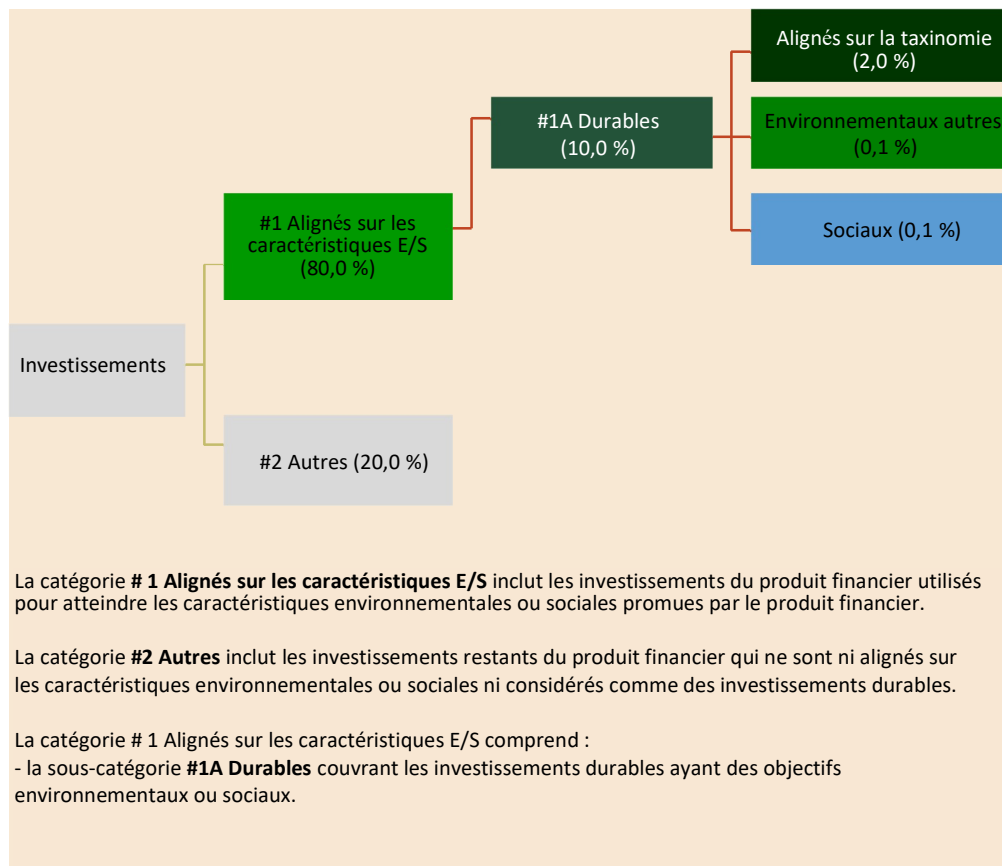 Alignés sur la taxinomie
(2,0 %)
#1A Durables
(10,0 %)
Environnementaux autres
(0,1 %)
#1 Alignés sur les
caractéristiques E/S
(80,0 %)
Sociaux (0,1 %)
Investissements
#2 Autres (20,0 %)
La catégorie # 1 Alignés sur les caractéristiques E/S inclut les investissements du produit financier utilisés
pour atteindre les caractéristiques environnementales ou sociales promues par le produit financier.
La catégorie #2 Autres inclut les investissements restants du produit financier qui ne sont ni alignés sur
les caractéristiques environnementales ou sociales ni considérés comme des investissements durables.
La catégorie # 1 Alignés sur les caractéristiques E/S comprend :
- la sous-catégorie #1A Durables couvrant les investissements durables ayant des objectifs
environnementaux ou sociaux.